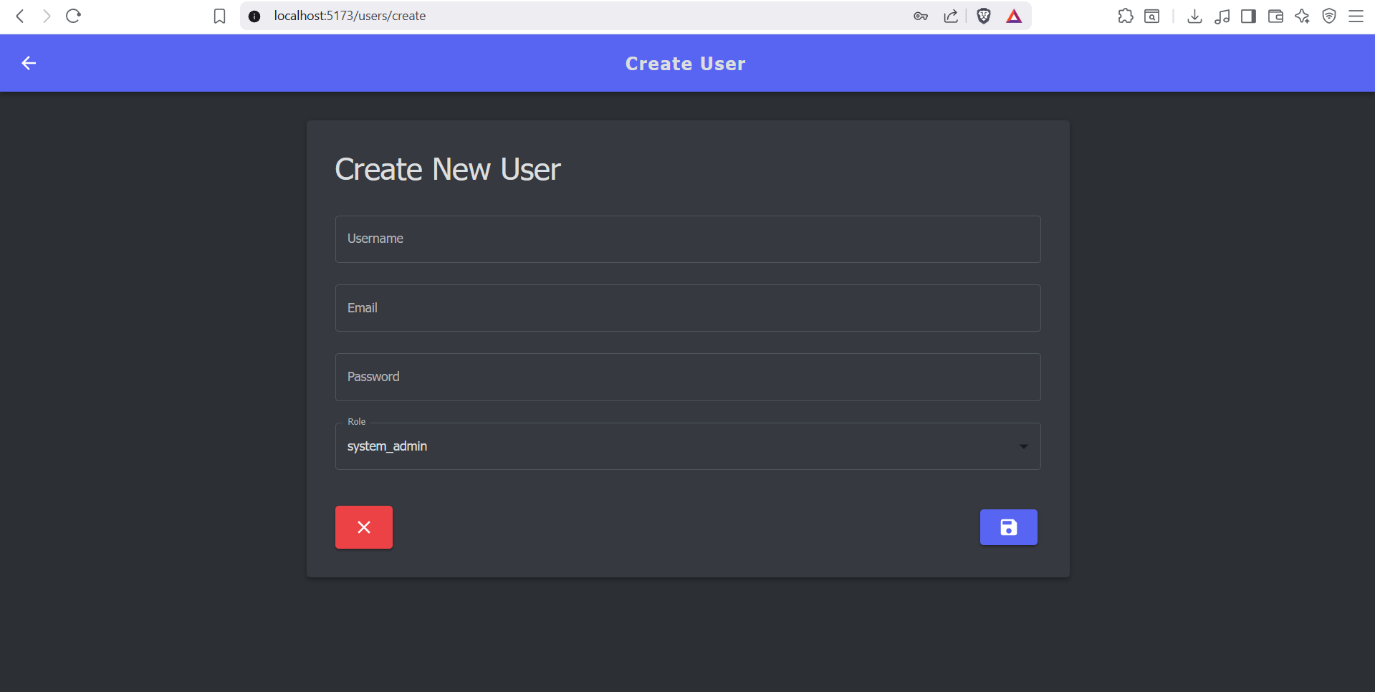 localhost:5173/users/create
Create User
Create New User
Username
Email
Password
Role
system_admin